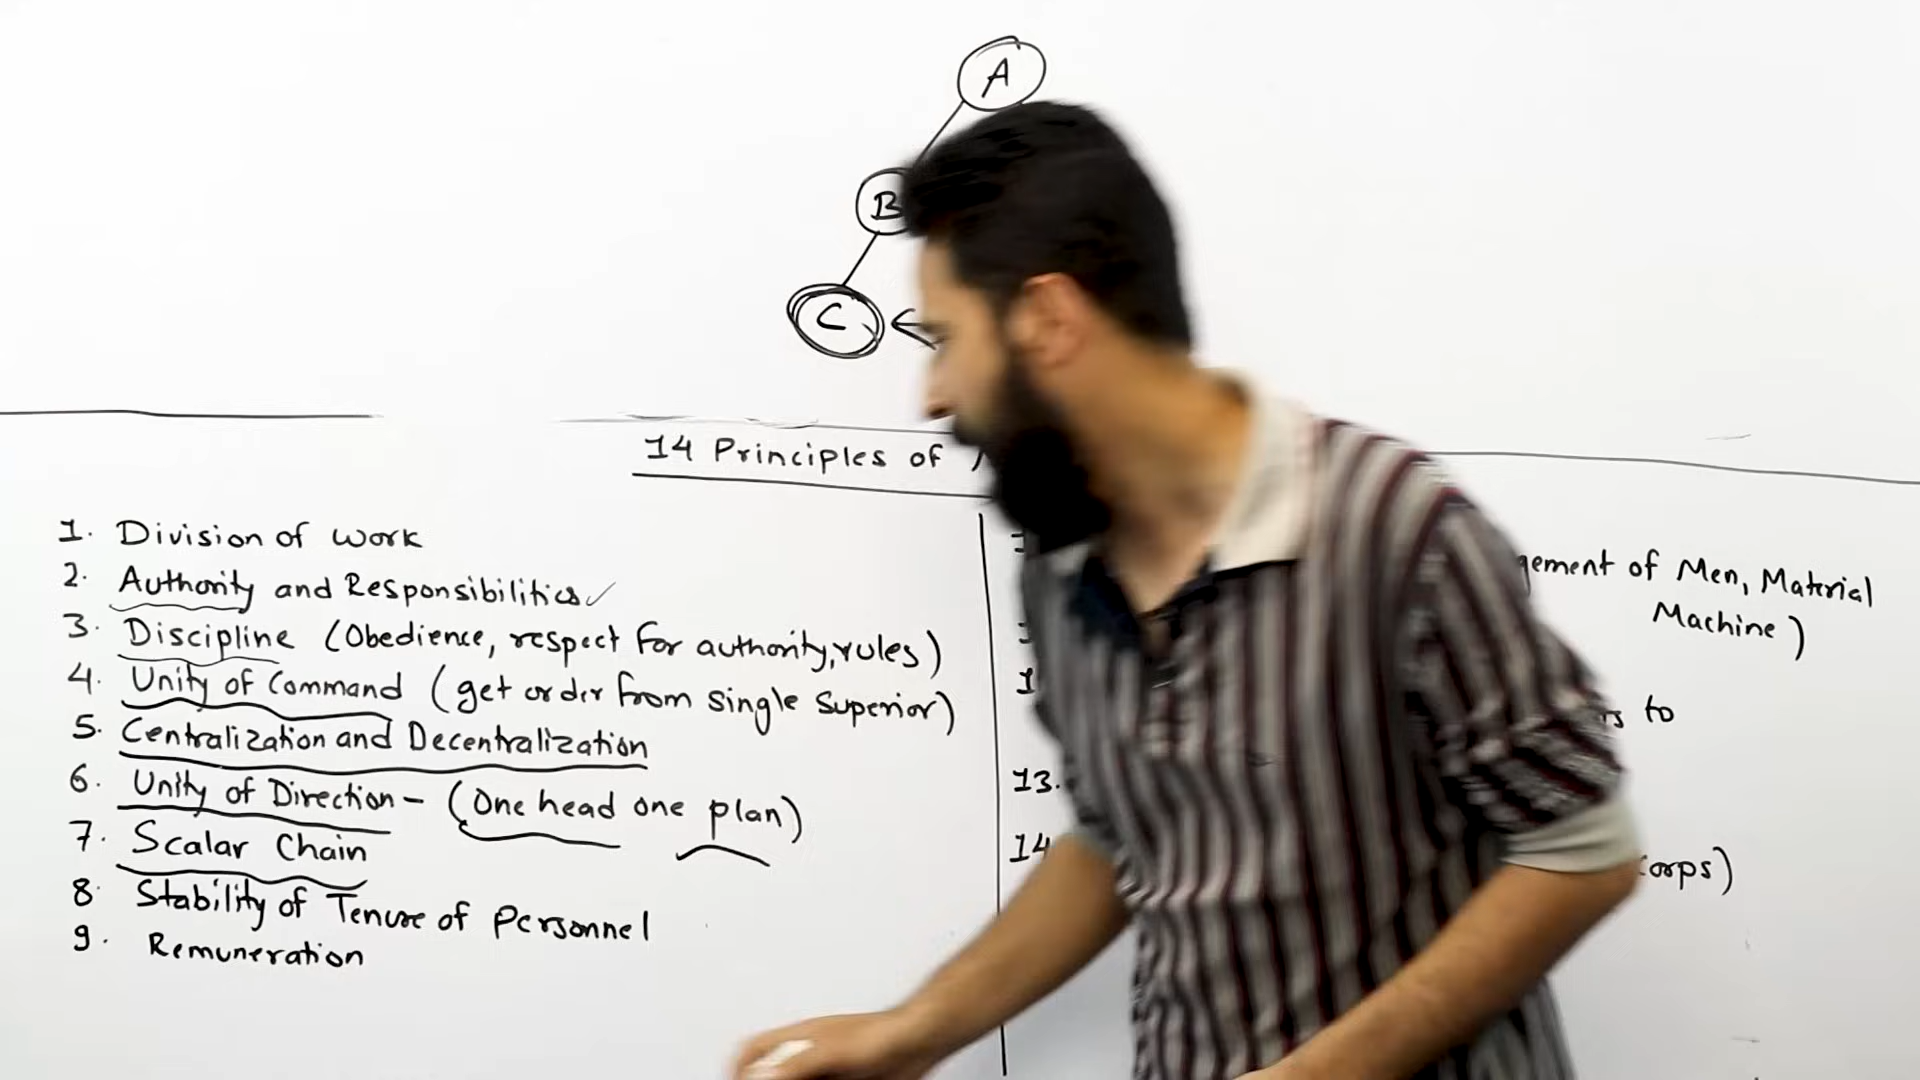 A
B
C
14 Principles of
1. Division of work
2. Authority and Responsibilities
3. Discipline (Obedience, respect for authority, rules)
4. Unity of Command (get order from single superior)
5. Centralization and Decentralization
6. Unity of Direction - (One head one plan)
7. Scalar Chain
8. Stability of Tenure of Personnel
9. Remuneration
gement of Men, Material
Machine)
to
13.
14
corps)